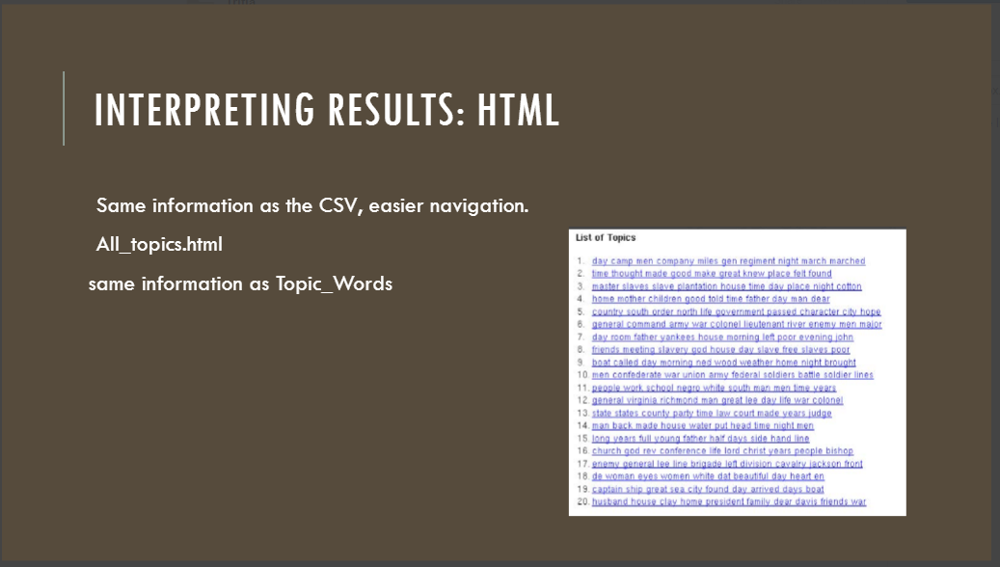 INTERPRETING RESULTS: HTML
Same information as the CSV, easier navigation.
All_topics.html
same information as Topic_Words
List of Topics
1. day camp men company miles gen regiment night march marched
2. time thought made good make great knew place felt found
3. master slaves slave plantation house time day place night cotton
4. home mother children good told time father day man dear
5. country south order north life government passed character city hope
6. general command army war colonel lieutenant river enemy men major
7. day room father yankees house morning left poor evening john
8. friends meeting slavery god house day slave free slaves poor
9. boat called day morning ned wood weather home night brought
10. men confederate war union army federal soldiers battle soldier lines
11. people work school negro white south man men time years
12. general virginia richmond man great lee day life war colonel
13. state states county party time law court made years judge
14. man back made house water put head time night men
15. long years full young father half days side hand line
16. church god rev conference life lord christ years people bishop
17. enemy general lee line brigade left division cavalry jackson front
18. de woman eyes women white dat beautiful day heart en
19. captain ship great sea city found day arrived days boat
20. husband house clay home president family dear davis friends war